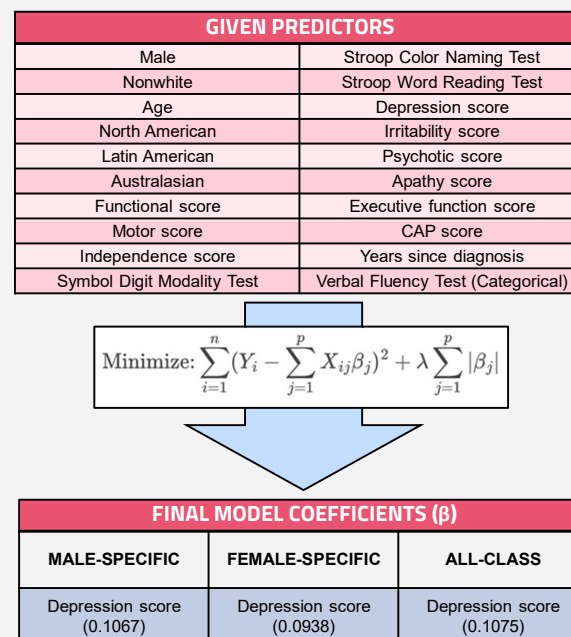 GIVEN PREDICTORS
Male Stroop Color Naming Test
Nonwhite Stroop Word Reading Test
Age Depression score
North American Irritability score
Latin American Psychotic score
Australasian Apathy score
Functional score Executive function score
Motor score CAP score
Independence score Years since diagnosis
Symbol Digit Modality Test Verbal Fluency Test (Categorical)
Minimize: \sum_{i=1}^{n}(Y_i - \sum_{j=1}^{p} X_{ij}\beta_j)^2 + \lambda \sum_{j=1}^{p} |\beta_j|
FINAL MODEL COEFFICIENTS (β)
MALE-SPECIFIC FEMALE-SPECIFIC ALL-CLASS
Depression score Depression score Depression score
(0.1067) (0.0938) (0.1075)